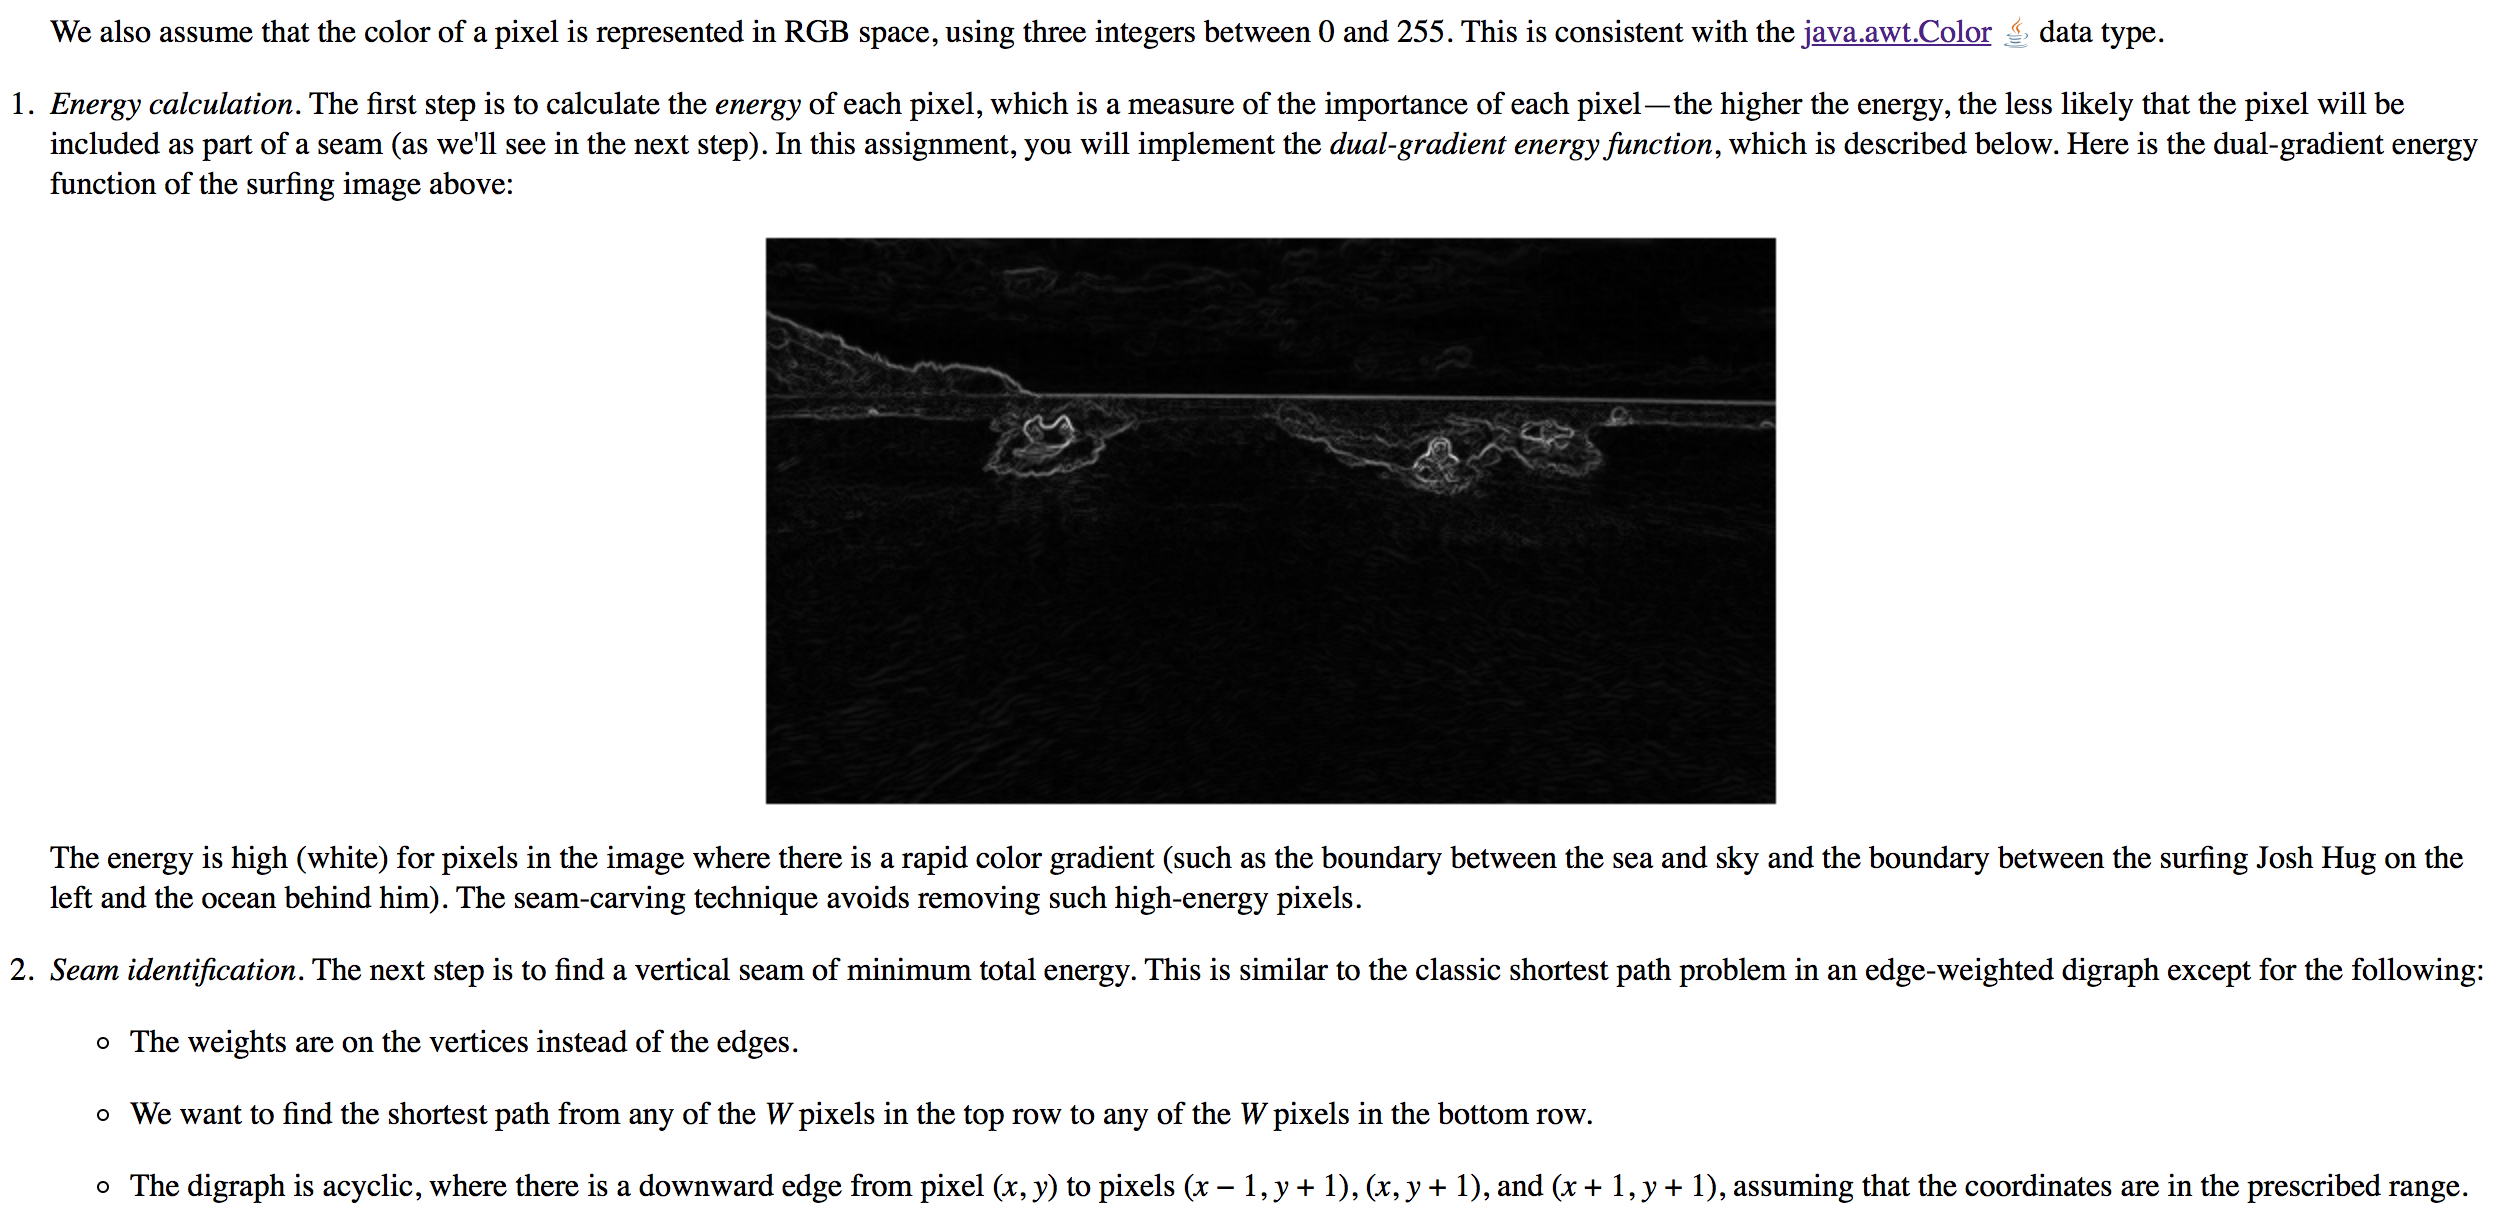 We also assume that the color of a pixel is represented in RGB space, using three integers between 0 and 255. This is consistent with the java.awt.Color data type.
1. Energy calculation. The first step is to calculate the energy of each pixel, which is a measure of the importance of each pixel—the higher the energy, the less likely that the pixel will be
included as part of a seam (as we'll see in the next step). In this assignment, you will implement the dual-gradient energy function, which is described below. Here is the dual-gradient energy
function of the surfing image above:
The energy is high (white) for pixels in the image where there is a rapid color gradient (such as the boundary between the sea and sky and the boundary between the surfing Josh Hug on the
left and the ocean behind him). The seam-carving technique avoids removing such high-energy pixels.
2. Seam identification. The next step is to find a vertical seam of minimum total energy. This is similar to the classic shortest path problem in an edge-weighted digraph except for the following:
The weights are on the vertices instead of the edges.
We want to find the shortest path from any of the W pixels in the top row to any of the W pixels in the bottom row.
The digraph is acyclic, where there is a downward edge from pixel (x, y) to pixels (x − 1, y + 1), (x, y + 1), and (x + 1, y + 1), assuming that the coordinates are in the prescribed range.